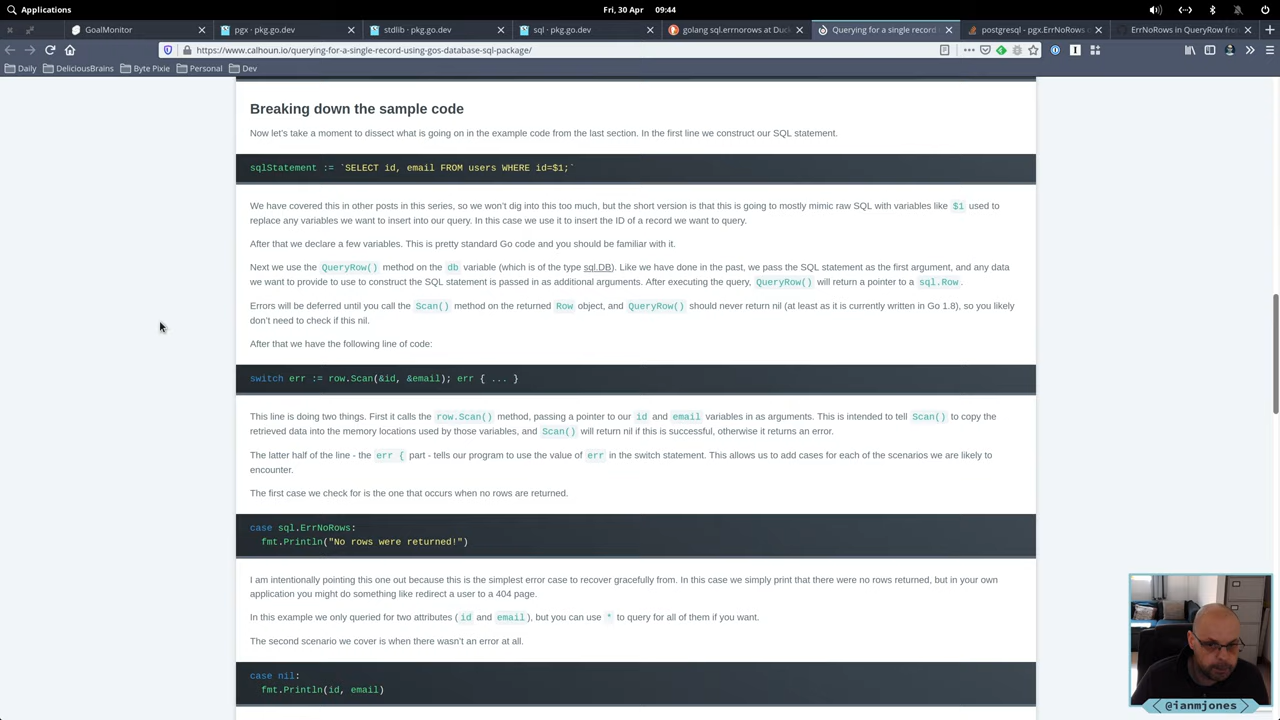 Applications
Fri, 30 Apr 09:44
GoalMonitor
pgx · pkg.go.dev
stdlib · pkg.go.dev
sql · pkg.go.dev
golang sql.errnorows at Duck
Querying for a single record
postgresql - pgx.ErrNoRows
ErrNoRows in QueryRow from
https://www.calhoun.io/querying-for-a-single-record-using-gos-database-sql-package/
Daily
DeliciousBrains
Byte Pixie
Personal
Dev
Breaking down the sample code
Now let's take a moment to dissect what is going on in the example code from the last section. In the first line we construct our SQL statement.
sqlStatement := `SELECT id, email FROM users WHERE id=$1;`
We have covered this in other posts in this series, so we won't dig into this too much, but the short version is that this is going to mostly mimic raw SQL with variables like $1 used to
replace any variables we want to insert into our query. In this case we use it to insert the ID of a record we want to query.
After that we declare a few variables. This is pretty standard Go code and you should be familiar with it.
Next we use the QueryRow() method on the db variable (which is of the type sql.DB). Like we have done in the past, we pass the SQL statement as the first argument, and any data
we want to provide to use to construct the SQL statement is passed in as additional arguments. After executing the query, QueryRow() will return a pointer to a sql.Row.
Errors will be deferred until you call the Scan() method on the returned Row object, and QueryRow() should never return nil (at least as it is currently written in Go 1.8), so you likely
don't need to check if this nil.
After that we have the following line of code:
switch err := row.Scan(&id, &email); err { ... }
This line is doing two things. First it calls the row.Scan() method, passing a pointer to our id and email variables in as arguments. This is intended to tell Scan() to copy the
retrieved data into the memory locations used by those variables, and Scan() will return nil if this is successful, otherwise it returns an error.
The latter half of the line - the err { part - tells our program to use the value of err in the switch statement. This allows us to add cases for each of the scenarios we are likely to
encounter.
The first case we check for is the one that occurs when no rows are returned.
case sql.ErrNoRows:
fmt.Println("No rows were returned!")
I am intentionally pointing this one out because this is the simplest error case to recover gracefully from. In this case we simply print that there were no rows returned, but in your own
application you might do something like redirect a user to a 404 page.
In this example we only queried for two attributes (id and email), but you can use * to query for all of them if you want.
The second scenario we cover is when there wasn't an error at all.
case nil:
fmt.Println(id, email)
@ianmjones